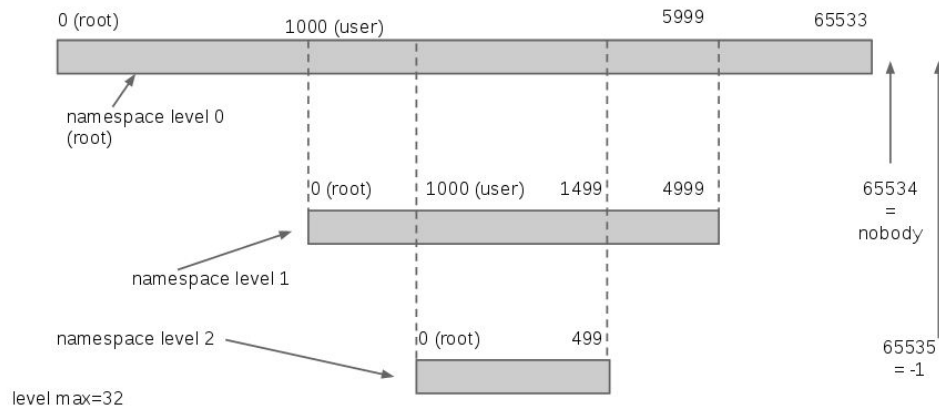 0 (root)
1000 (user)
5999
65533
namespace level 0
(root)
0 (root)
1000 (user)
1499
4999
65534
=
nobody
namespace level 1
namespace level 2
0 (root)
499
65535
= -1
level max=32